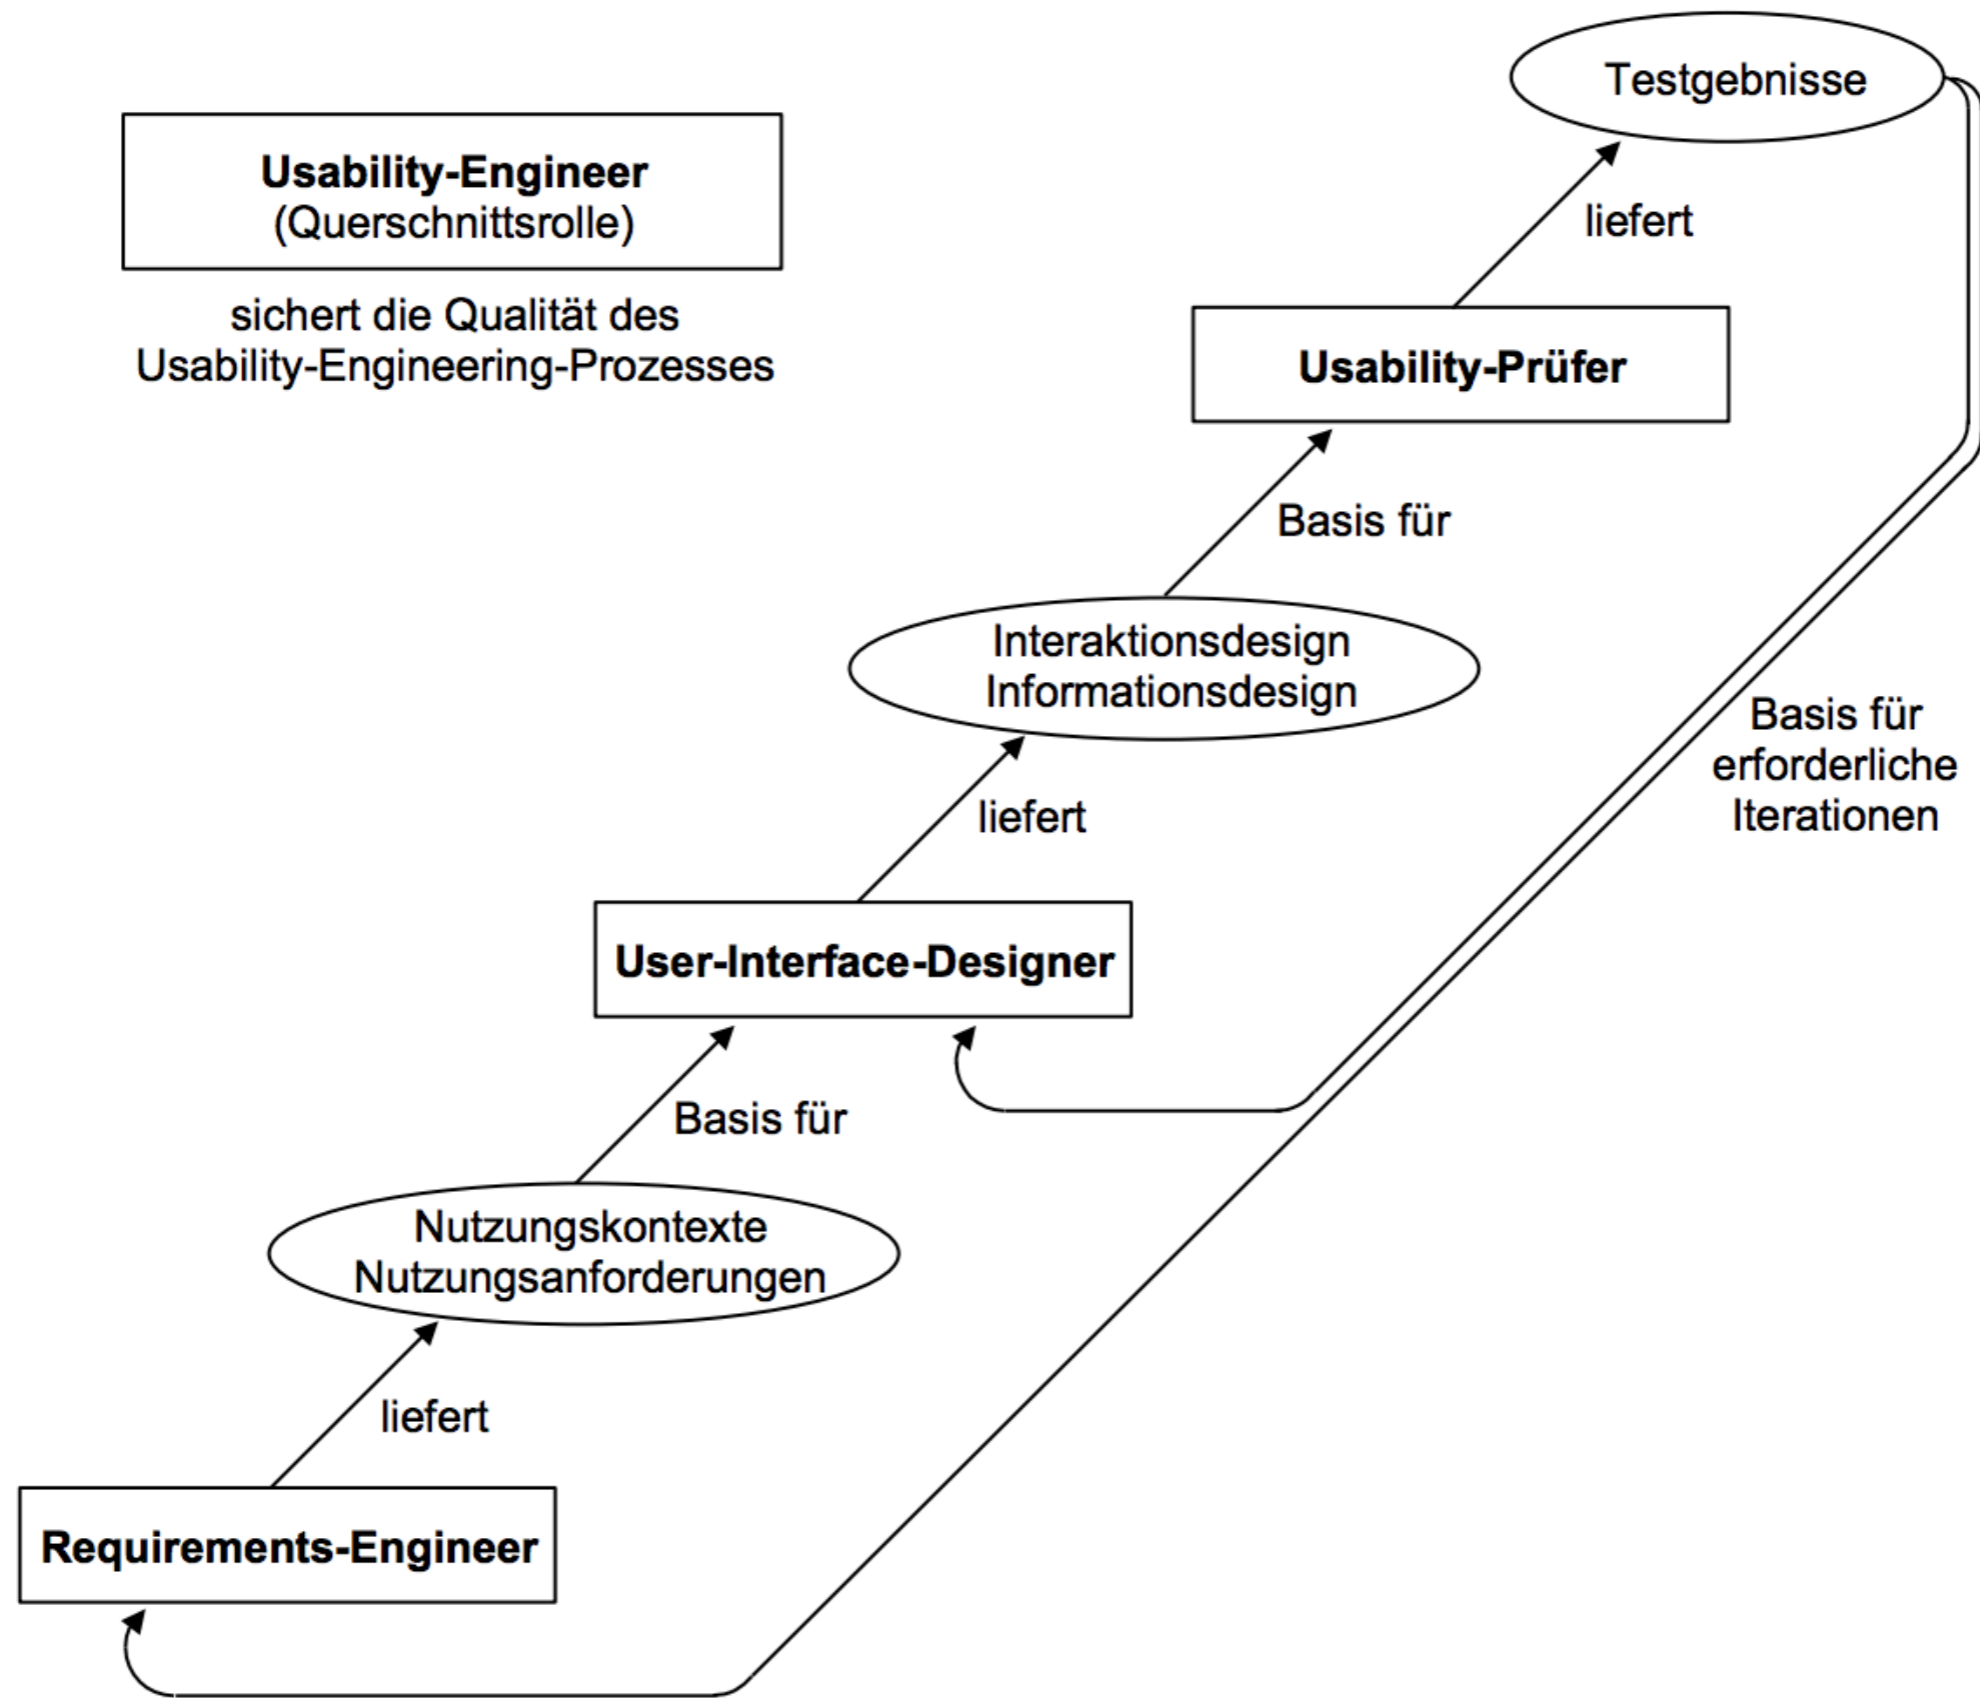 Testgebnisse
Usability-Engineer
(Querschnittsrolle)
sichert die Qualität des
Usability-Engineering-Prozesses
liefert
Usability-Prüfer
Basis für
Interaktionsdesign
Informationsdesign
Basis für
erforderliche
Iterationen
liefert
User-Interface-Designer
Basis für
Nutzungskontexte
Nutzungsanforderungen
liefert
Requirements-Engineer